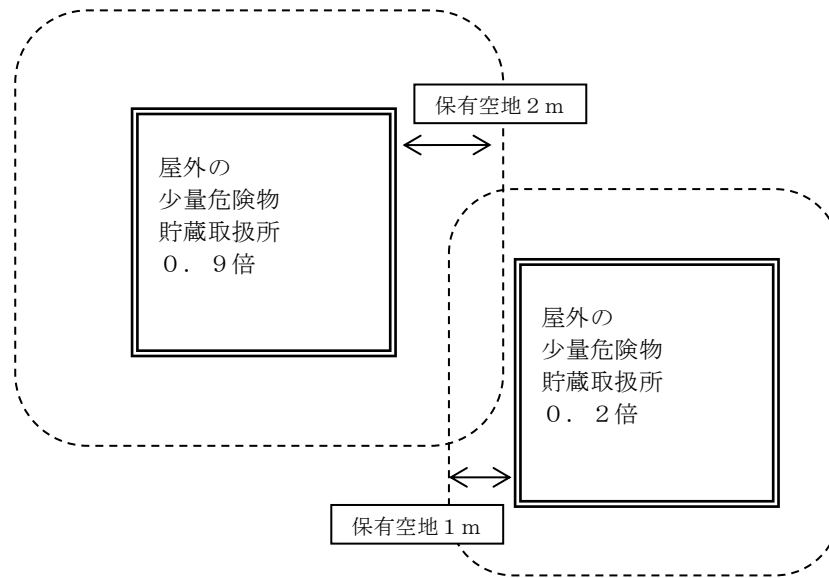 保有空地２ｍ
屋外の
少量危険物
貯蔵取扱所
０．９倍
屋外の
少量危険物
貯蔵取扱所
０．２倍
保有空地１ｍ